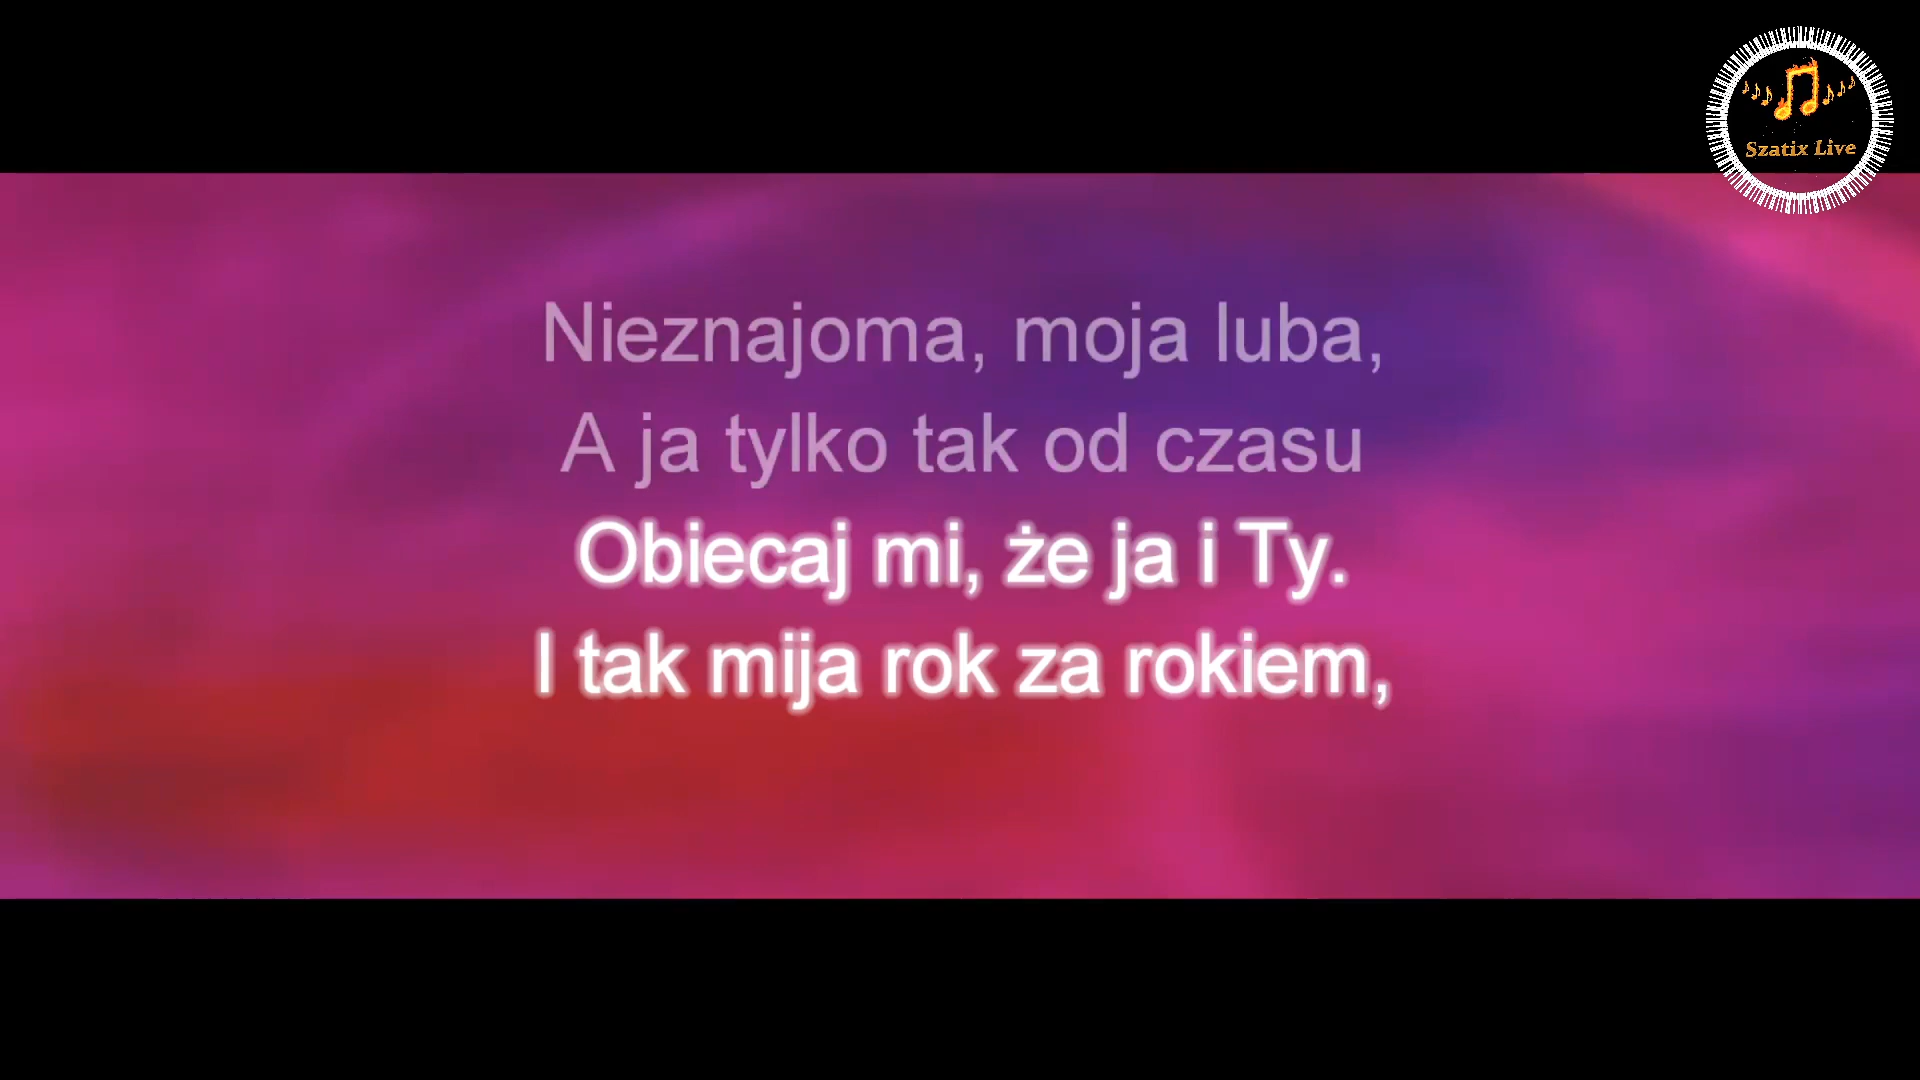 Szatix Live
Nieznajoma, moja luba,
A ja tylko tak od czasu
Obiecaj mi, że ja i Ty.
I tak mija rok za rokiem,